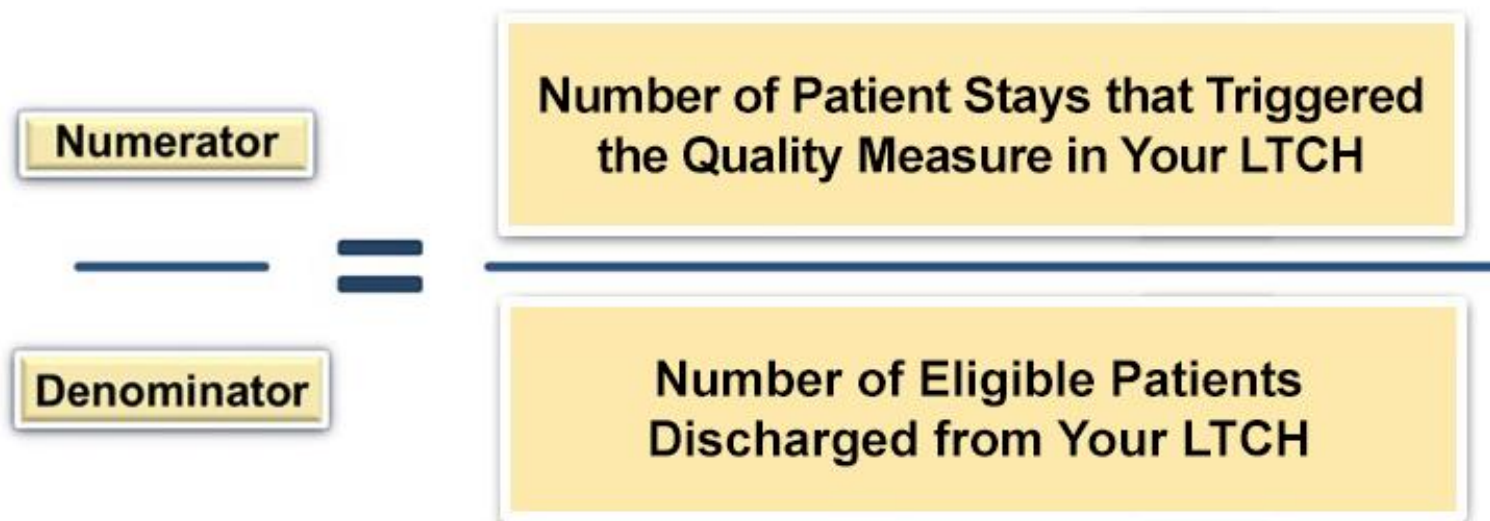 Numerator
Number of Patient Stays that Triggered
the Quality Measure in Your LTCH
=
Denominator
Number of Eligible Patients
Discharged from Your LTCH